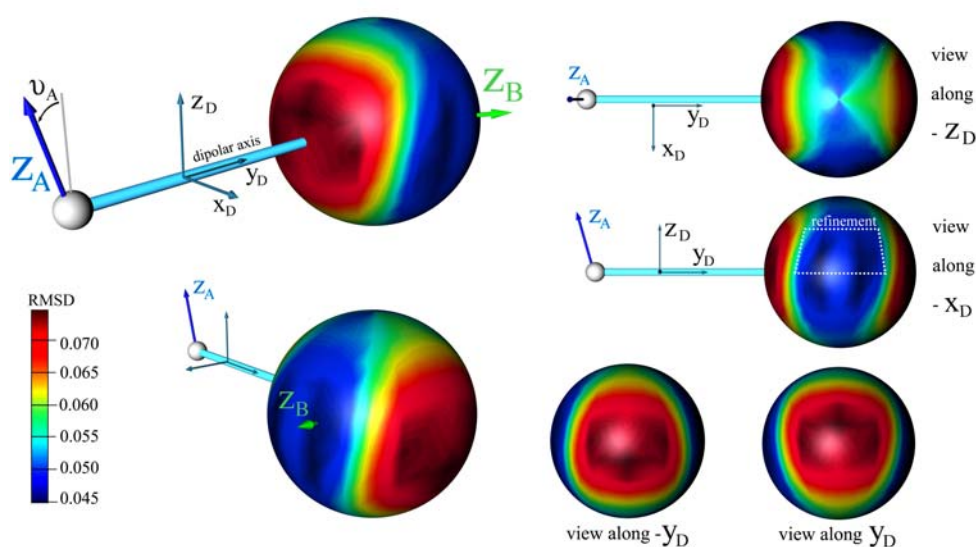 υA
ZA
ZD
dipolar axis
yD
xD
ZB
ZA
yD
xD
view
along
- ZD
ZA
ZD
yD
refinement
view
along
- xD
RMSD
0.070
0.065
0.060
0.055
0.050
0.045
ZA
ZB
view along -yD
view along yD